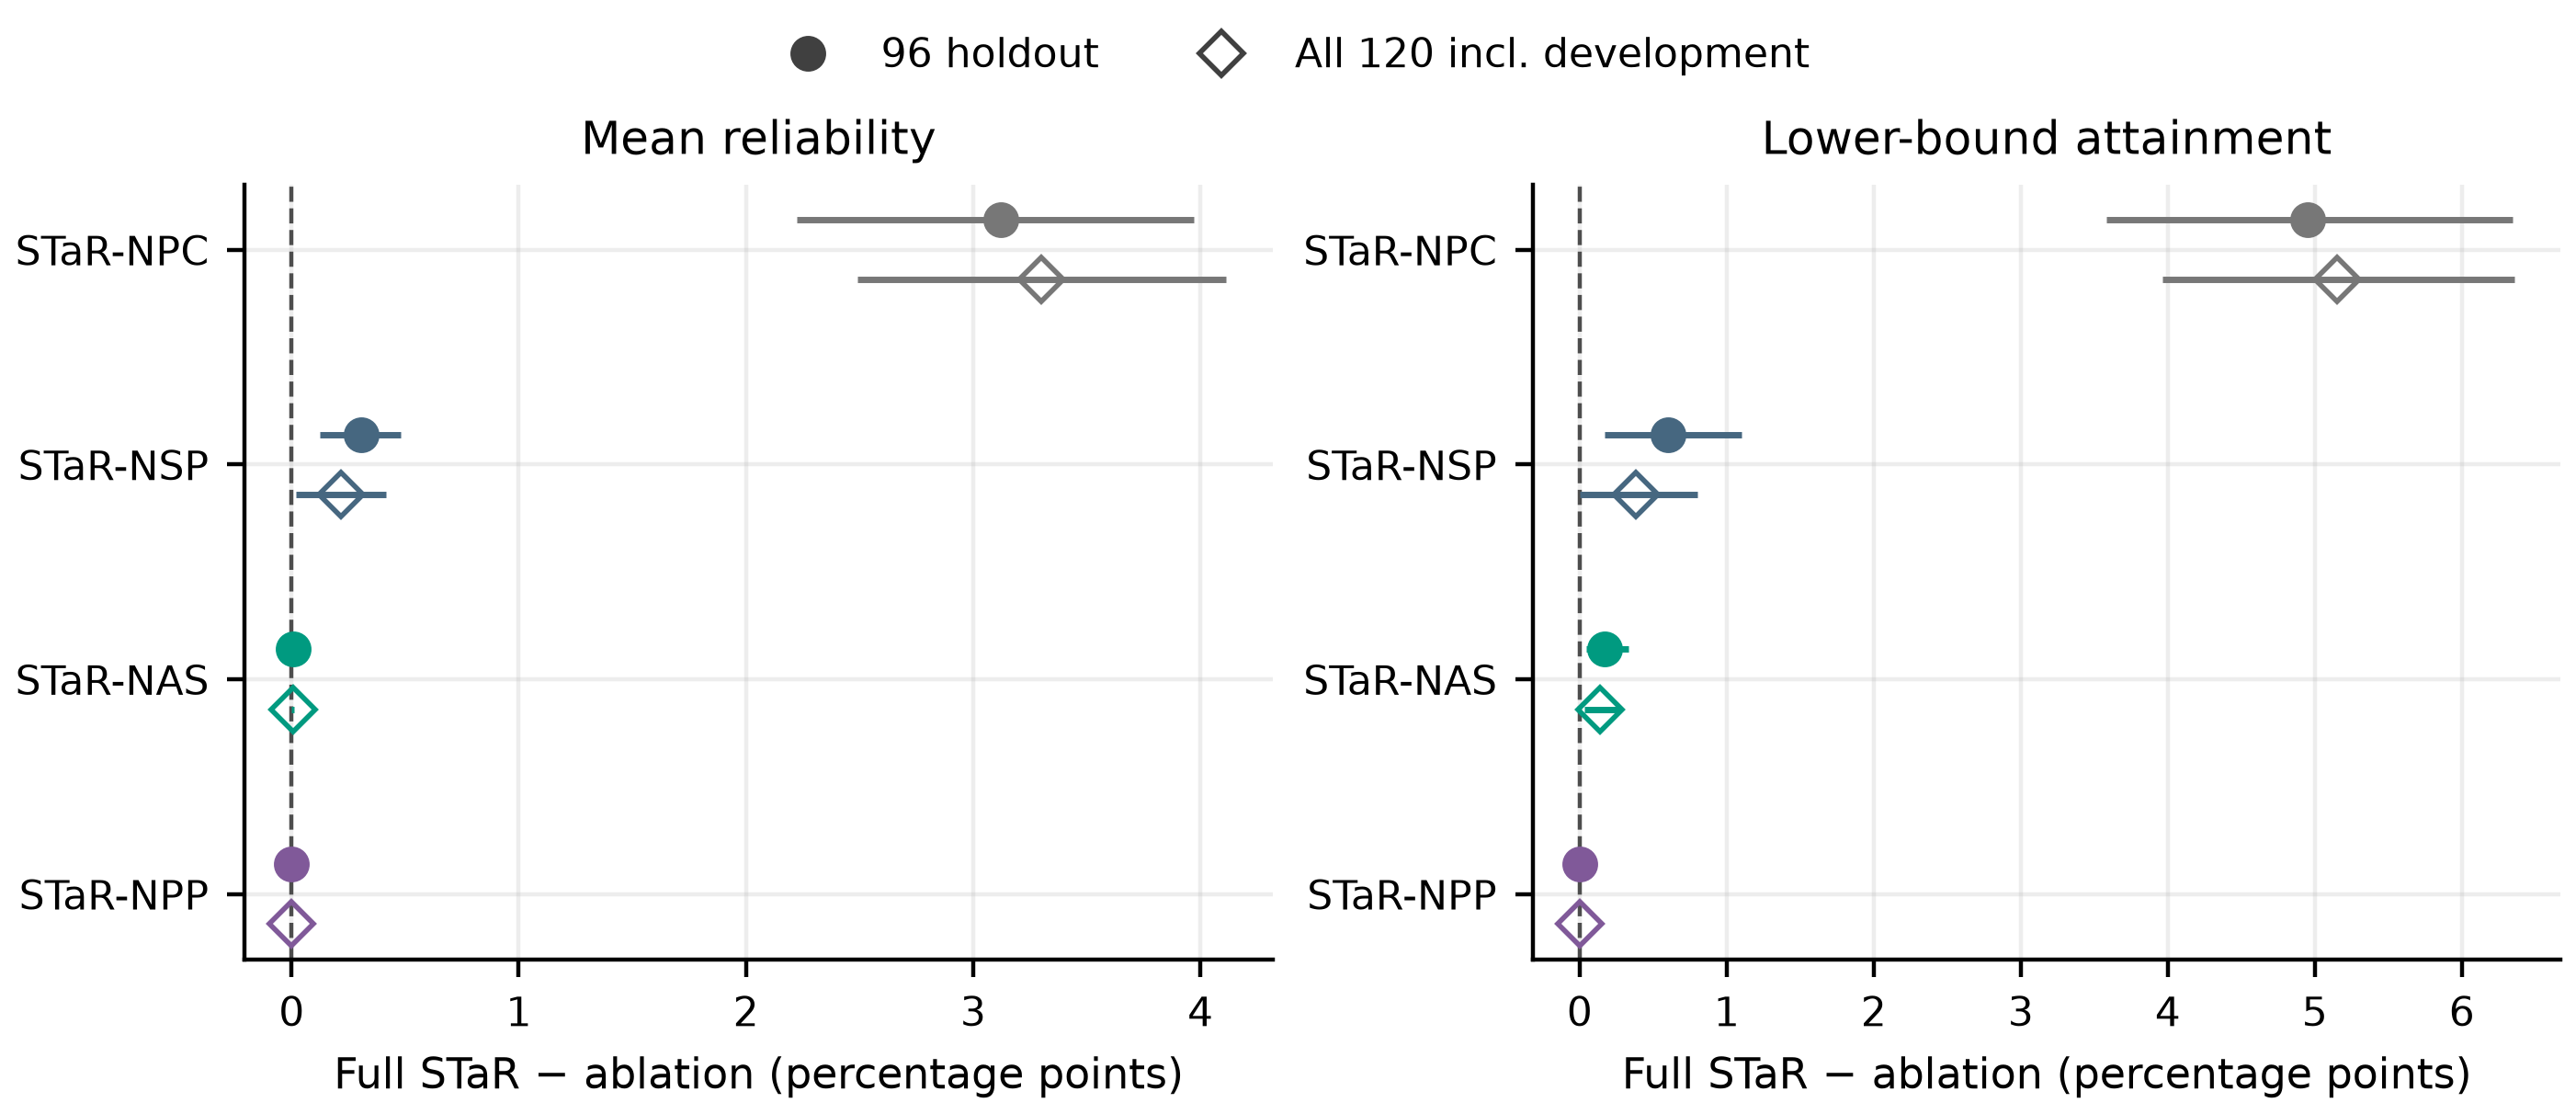 96 holdout
All 120 incl. development
Mean reliability
STaR-NPC
STaR-NSP
STaR-NAS
STaR-NPP
0 1 2 3 4
Full STaR − ablation (percentage points)
Lower-bound attainment
STaR-NPC
STaR-NSP
STaR-NAS
STaR-NPP
0 1 2 3 4 5 6
Full STaR − ablation (percentage points)